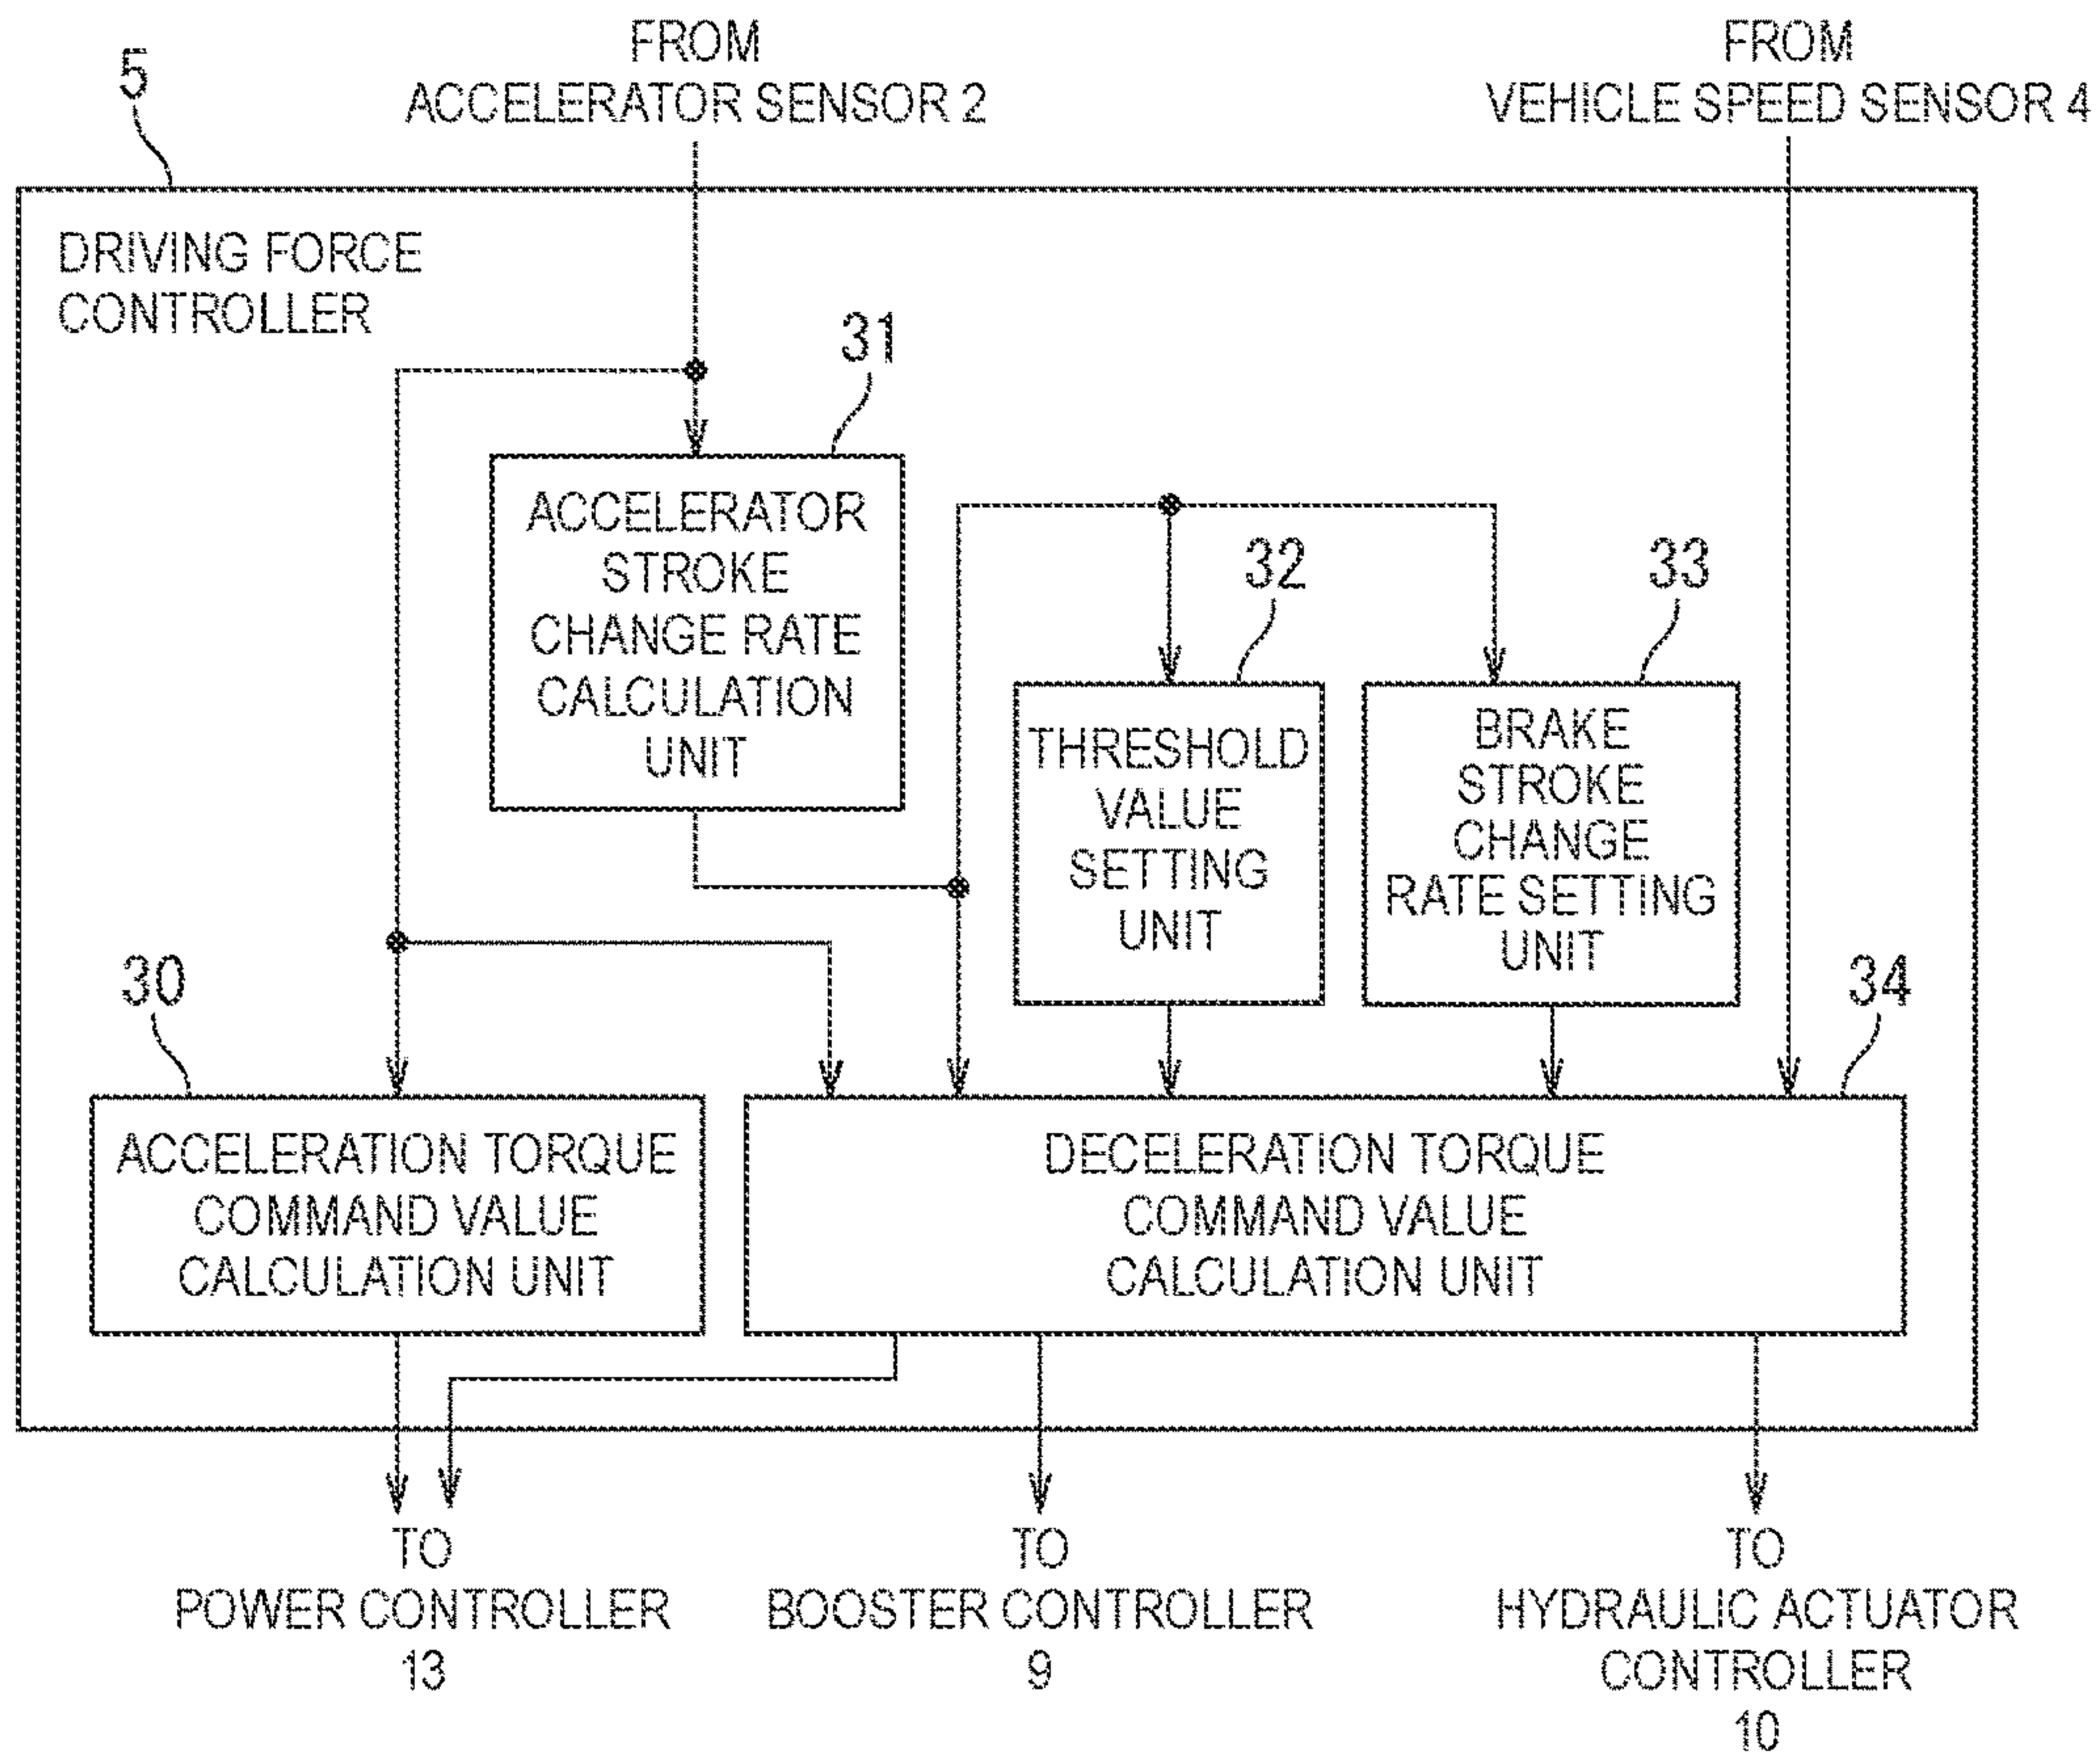 FROM
ACCELERATOR SENSOR 2
FROM
VEHICLE SPEED SENSOR 4
5
DRIVING FORCE
CONTROLLER
31
ACCELERATOR
STROKE
CHANGE RATE
CALCULATION
UNIT
32
THRESHOLD
VALUE
SETTING
UNIT
33
BRAKE
STROKE
CHANGE
RATE SETTING
UNIT
30
ACCELERATION TORQUE
COMMAND VALUE
CALCULATION UNIT
34
DECELERATION TORQUE
COMMAND VALUE
CALCULATION UNIT
TO
POWER CONTROLLER
13
TO
BOOSTER CONTROLLER
9
TO
HYDRAULIC ACTUATOR
CONTROLLER
10